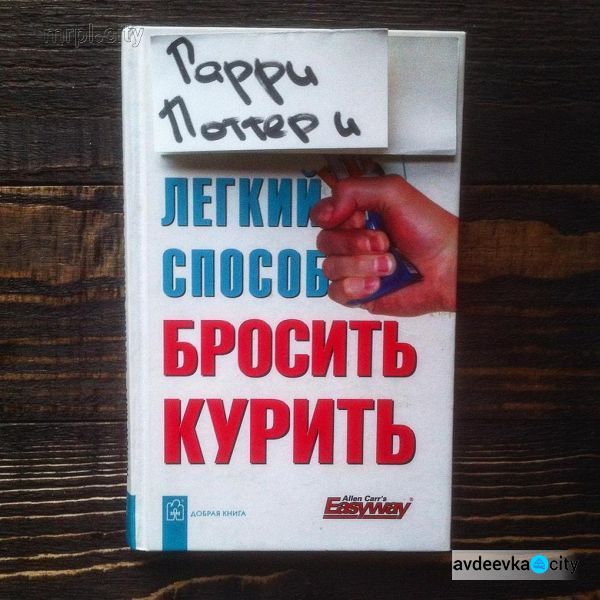 mrpl.city
Гарри
Поттер и
ЛЕГКИЙ
СПОСОБ
БРОСИТЬ
КУРИТЬ
ДОБРАЯ КНИГА
Allen Carr's
Easyway®
avdeevka.city